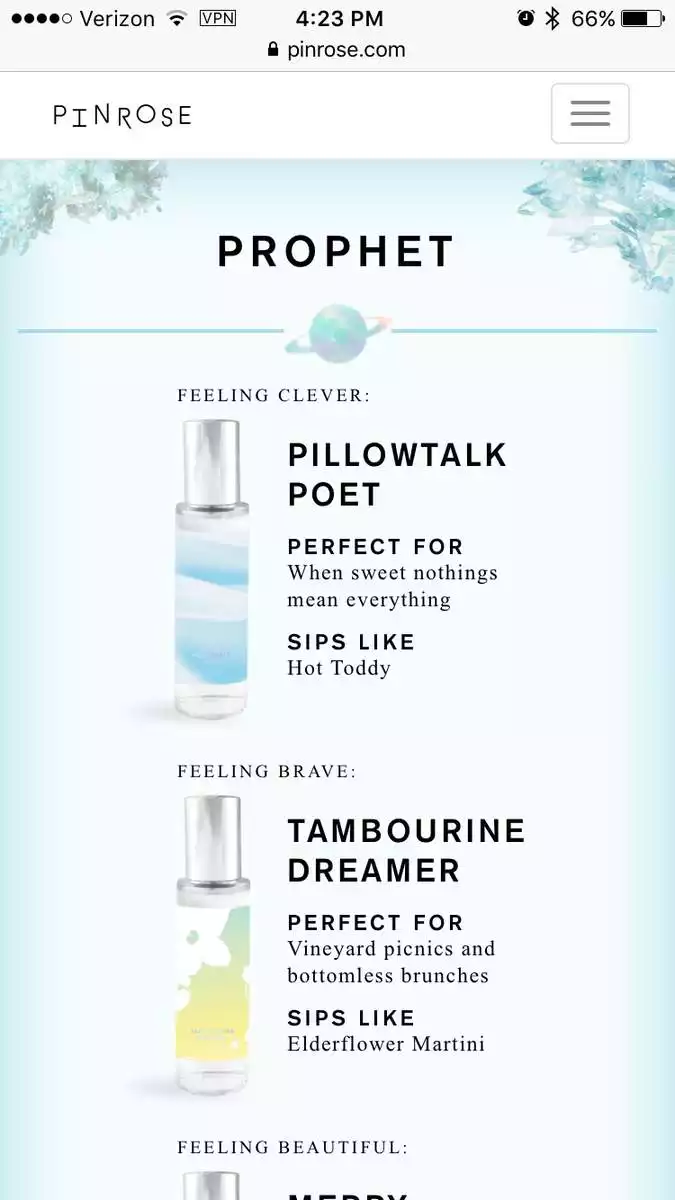 Verizon VPN 4:23 PM 66%
pinrose.com
PINROSE
PROPHET
FEELING CLEVER:
PILLOWTALK
POET
PERFECT FOR
When sweet nothings
mean everything
SIPS LIKE
Hot Toddy
FEELING BRAVE:
TAMBOURINE
DREAMER
PERFECT FOR
Vineyard picnics and
bottomless brunches
SIPS LIKE
Elderflower Martini
FEELING BEAUTIFUL:
MERRY